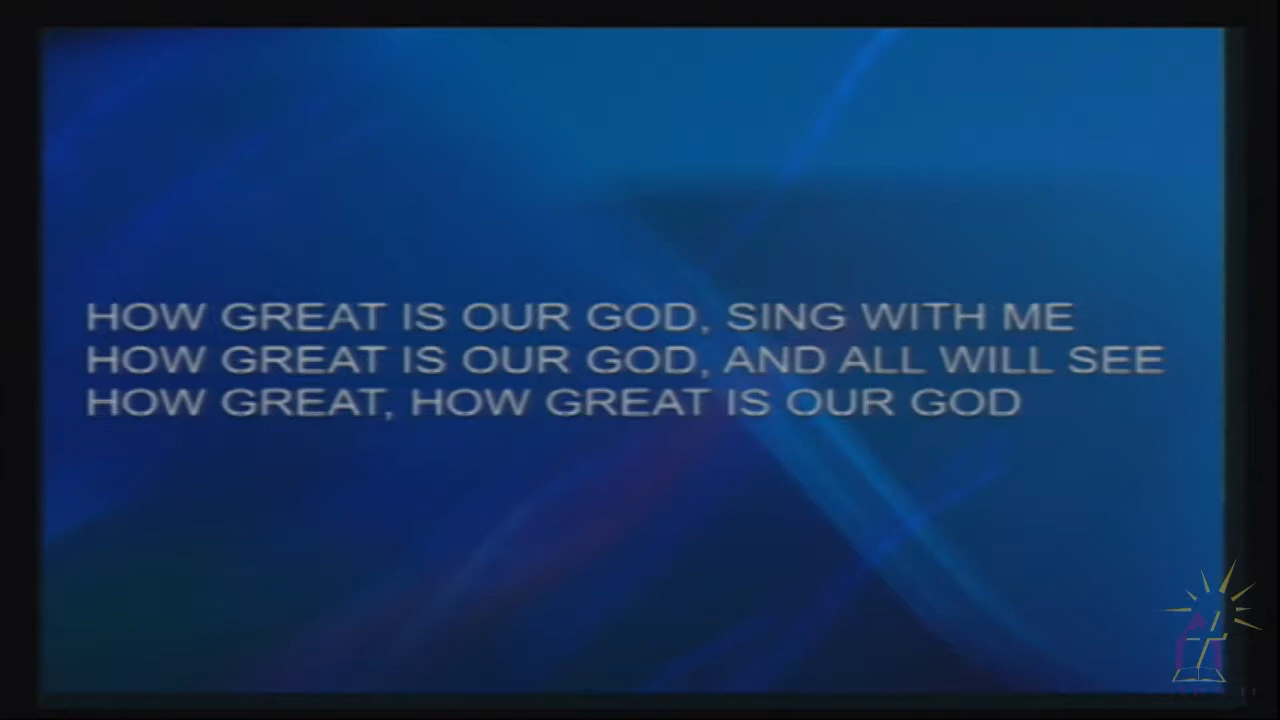 HOW GREAT IS OUR GOD, SING WITH ME
HOW GREAT IS OUR GOD, AND ALL WILL SEE
HOW GREAT, HOW GREAT IS OUR GOD